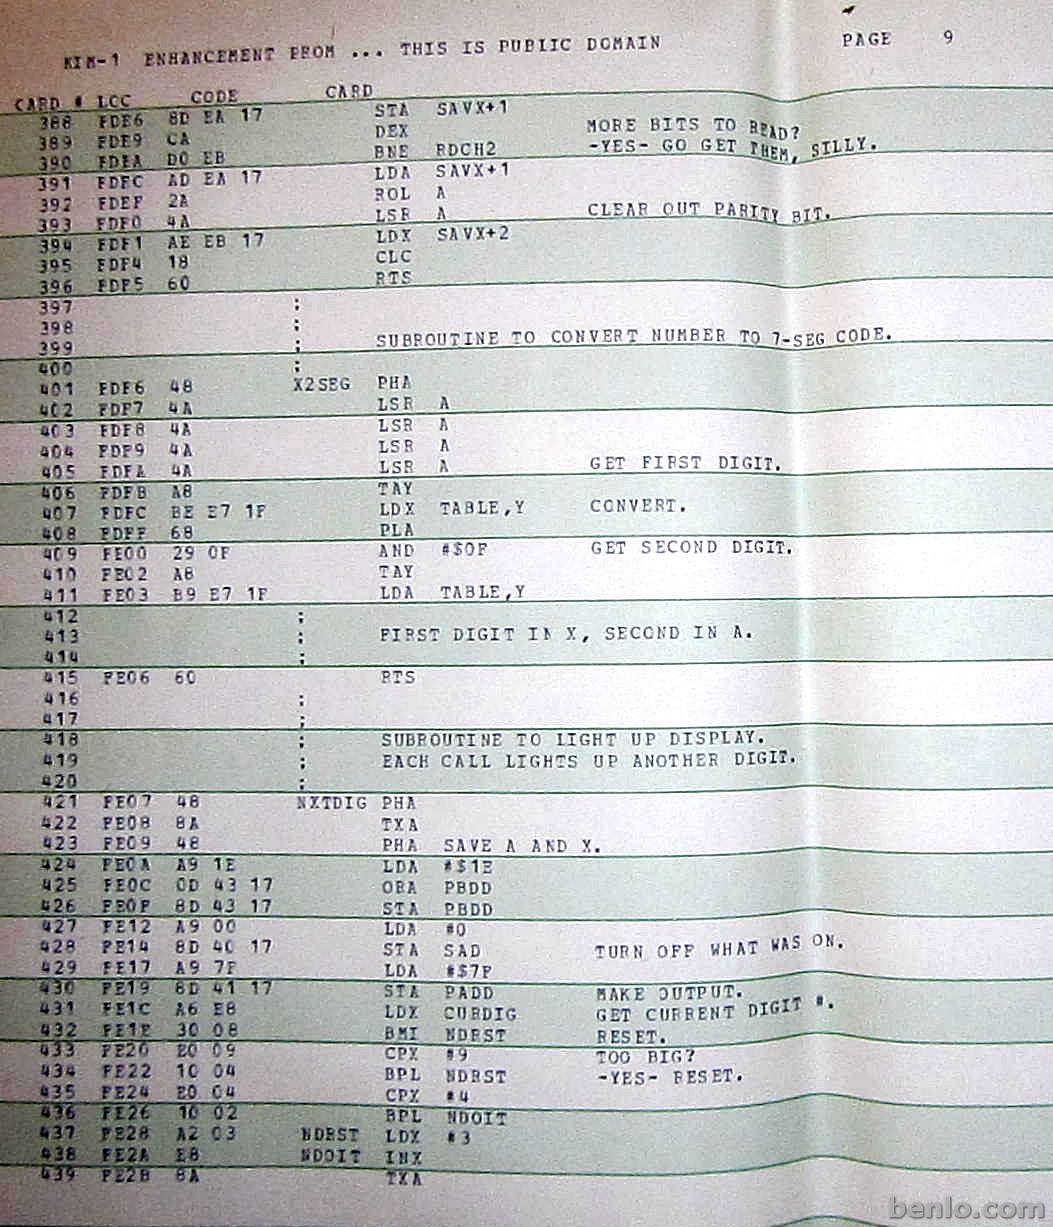 KIM-1 ENHANCEMENT PROM ... THIS IS PUBLIC DOMAIN PAGE 9
CARD # LCC CODE CARD
388 FDE6 8D EA 17 STA SAVX+1
389 FDE9 CA DEX MORE BITS TO READ?
390 FDEA D0 EB BNE RDCH2 -YES- GO GET THEM, SILLY.
391 FDEC AD EA 17 LDA SAVX+1
392 FDEF 2A ROL A
393 FDF0 4A LSR A CLEAR OUT PARITY BIT.
394 FDF1 AE EB 17 LDX SAVX+2
395 FDF4 18 CLC
396 FDF5 60 RTS
397 ;
398 ;
399 ; SUBROUTINE TO CONVERT NUMBER TO 7-SEG CODE.
400 ;
401 FDF6 48 X2SEG PHA
402 FDF7 4A LSR A
403 FDF8 4A LSR A
404 FDF9 4A LSR A
405 FDFA 4A LSR A GET FIRST DIGIT.
406 FDFB A8 TAY
407 FDFC BE E7 1F LDX TABLE,Y CONVERT.
408 FDFF 68 PLA
409 FE00 29 0F AND #$0F GET SECOND DIGIT.
410 FE02 A8 TAY
411 FE03 B9 E7 1F LDA TABLE,Y
412 ;
413 ; FIRST DIGIT IN X, SECOND IN A.
414 ;
415 FE06 60 RTS
416 ;
417 ;
418 ; SUBROUTINE TO LIGHT UP DISPLAY.
419 ; EACH CALL LIGHTS UP ANOTHER DIGIT.
420 ;
421 FE07 48 NXTDIG PHA
422 FE08 8A TXA
423 FE09 48 PHA SAVE A AND X.
424 FE0A A9 1E LDA #$1E
425 FE0C 0D 43 17 ORA PBDD
426 FE0F 8D 43 17 STA PBDD
427 FE12 A9 00 LDA #0
428 FE14 8D 40 17 STA SAD TURN OFF WHAT WAS ON.
429 FE17 A9 7F LDA #$7F
430 FE19 8D 41 17 STA PADD MAKE OUTPUT.
431 FE1C A6 E8 LDX CURDIG GET CURRENT DIGIT #.
432 FE1E 30 08 BMI NDRST RESET.
433 FE20 E0 09 CPX #9 TOO BIG?
434 FE22 10 04 BPL NDRST -YES- RESET.
435 FE24 E0 04 CPX #4
436 FE26 10 02 BPL NDOIT
437 FE28 A2 03 NDRST LDX #3
438 FE2A E8 NDOIT INX
439 FE2B 8A TXA
benlo.com